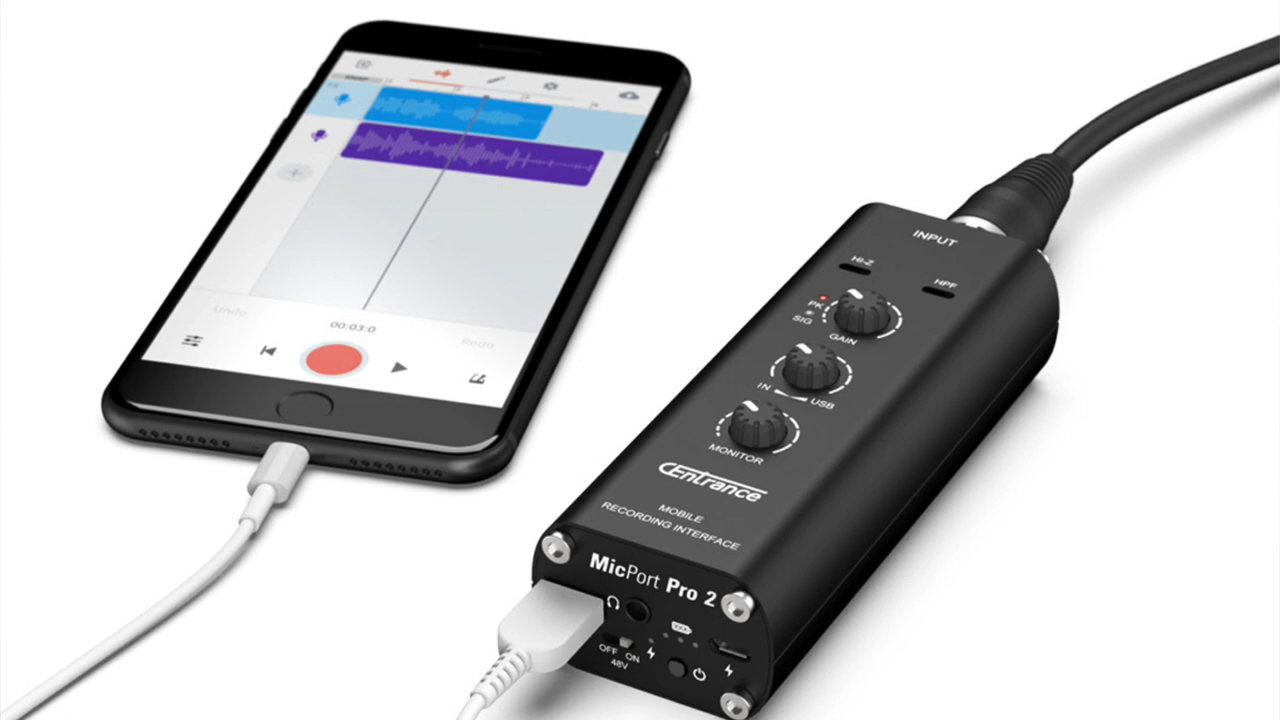 Undo
00:03:0
Redo
INPUT
HI-Z
HPF
PK
SIG
GAIN
IN
USB
MONITOR
CEntrance
MOBILE
RECORDING INTERFACE
MicPort Pro 2
OFF ON
48V